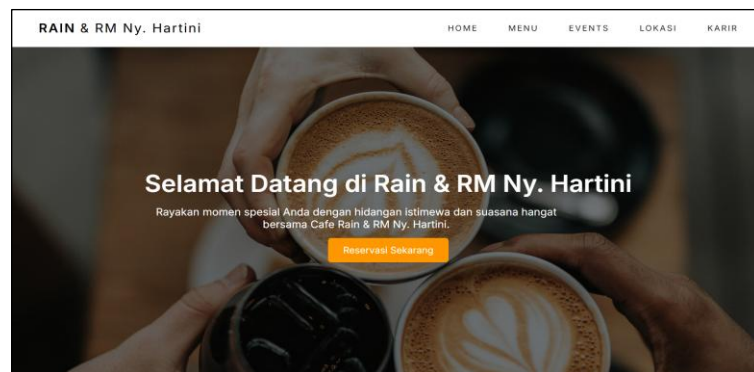 RAIN & RM Ny. Hartini
HOME MENU EVENTS LOKASI KARIR
Selamat Datang di Rain & RM Ny. Hartini
Rayakan momen spesial Anda dengan hidangan istimewa dan suasana hangat
bersama Cafe Rain & RM Ny. Hartini.
Reservasi Sekarang